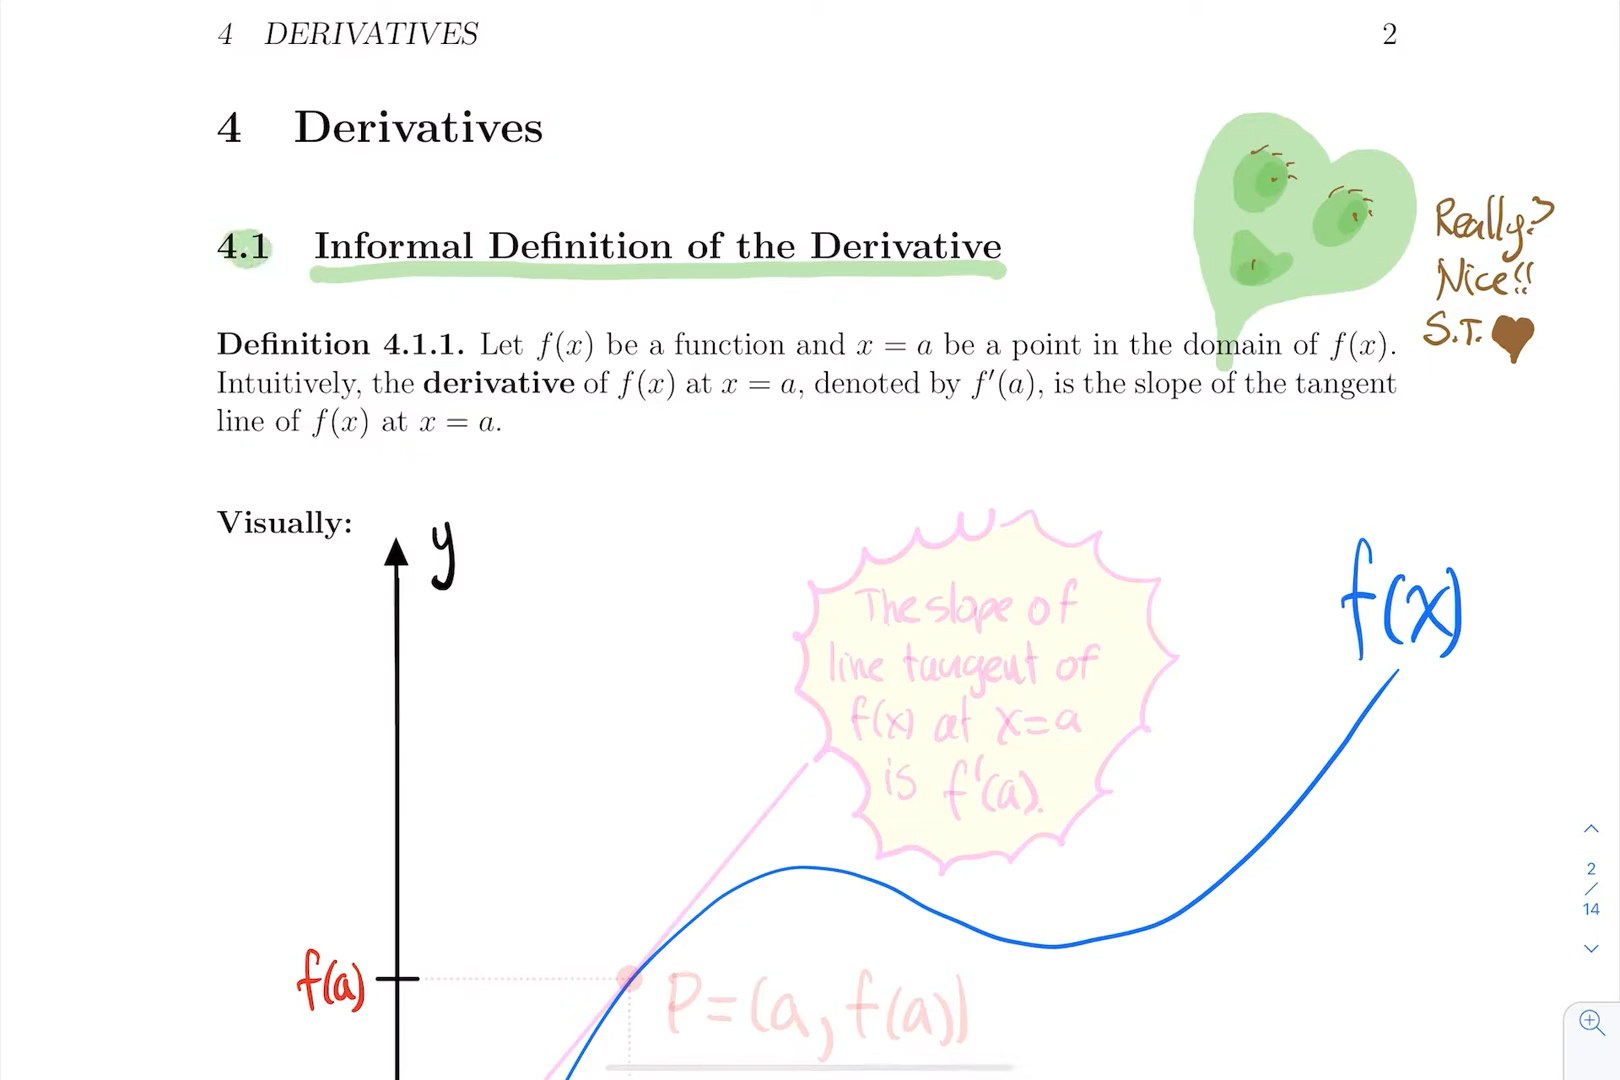 4 DERIVATIVES 2
4 Derivatives
4.1 Informal Definition of the Derivative
Really?
Nice!!
S.T.
Definition 4.1.1. Let f(x) be a function and x = a be a point in the domain of f(x).
Intuitively, the derivative of f(x) at x = a, denoted by f′(a), is the slope of the tangent
line of f(x) at x = a.
Visually:
y
The slope of
line tangent of
f(x) at x=a
is f'(a).
f(x)
2
/
14
f(a)
P=(a,f(a))